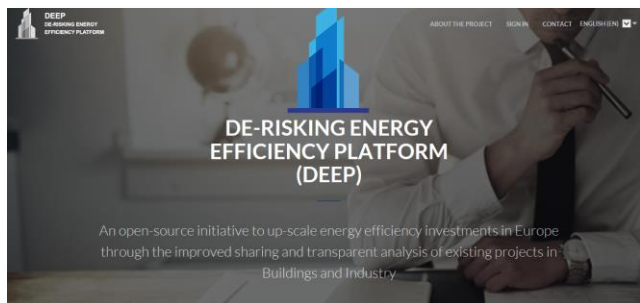 DEEP
DE-RISKING ENERGY
EFFICIENCY PLATFORM
ABOUT THE PROJECT SIGN IN CONTACT ENGLISH (EN)
DE-RISKING ENERGY
EFFICIENCY PLATFORM
(DEEP)
An open-source initiative to up-scale energy efficiency investments in Europe
through the improved sharing and transparent analysis of existing projects in
Buildings and Industry